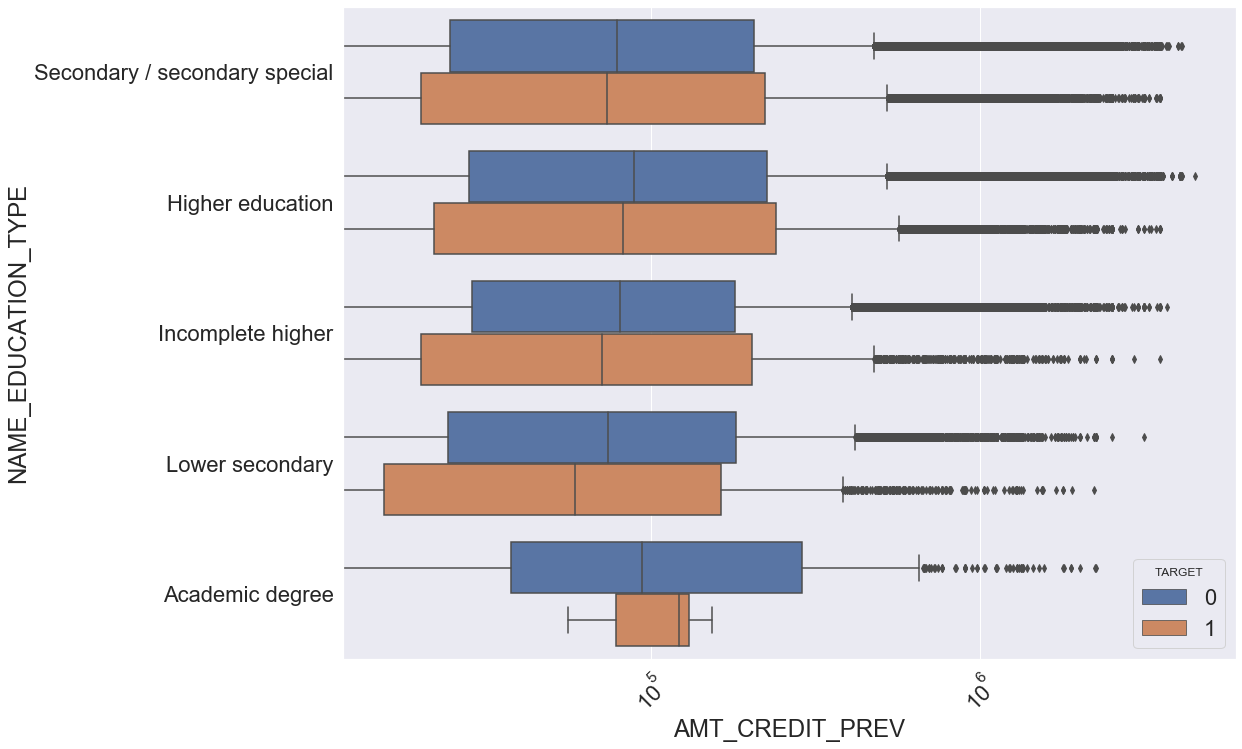 NAME_EDUCATION_TYPE
Secondary / secondary special
Higher education
Incomplete higher
Lower secondary
Academic degree
TARGET
0
1
10^5
10^6
AMT_CREDIT_PREV